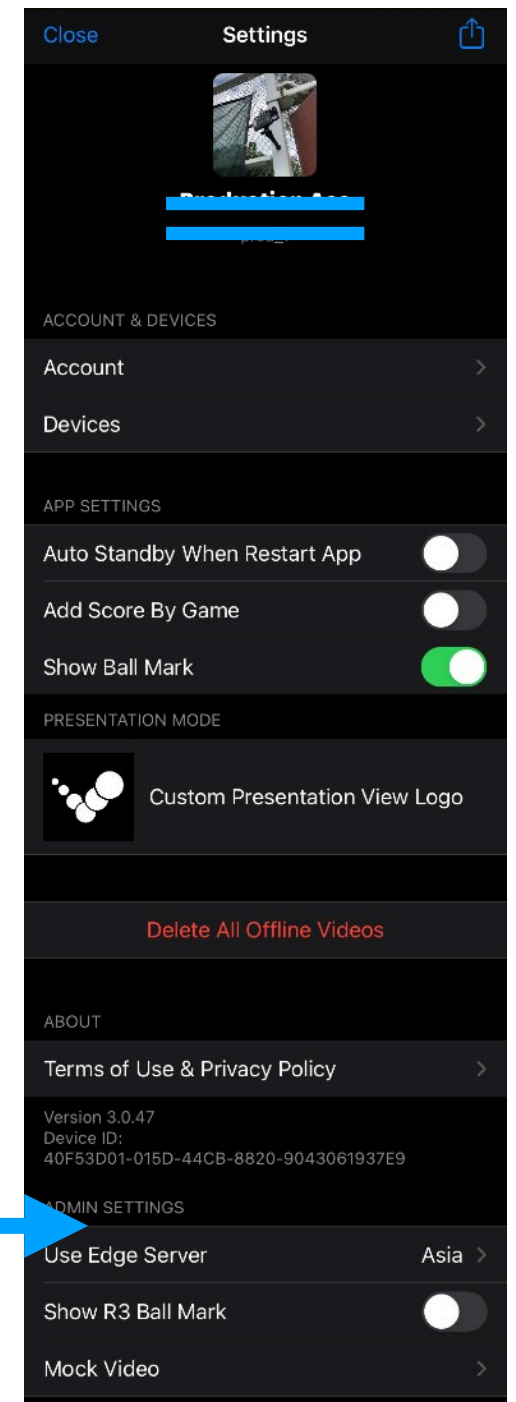 Close
Settings
ACCOUNT & DEVICES
Account
Devices
APP SETTINGS
Auto Standby When Restart App
Add Score By Game
Show Ball Mark
PRESENTATION MODE
Custom Presentation View Logo
Delete All Offline Videos
ABOUT
Terms of Use & Privacy Policy
Version 3.0.47
Device ID:
40F53D01-015D-44CB-8820-9043061937E9
ADMIN SETTINGS
Use Edge Server
Asia
Show R3 Ball Mark
Mock Video